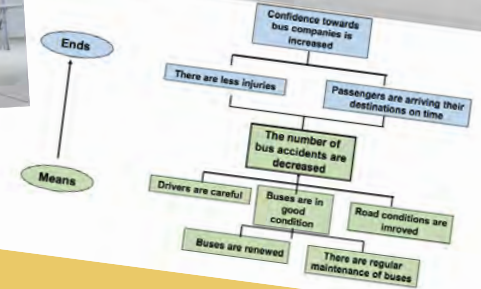 Confidence towards
bus companies is
increased
Ends
There are less injuries
Passengers are arriving their
destinations on time
The number of
bus accidents are
decreased
Means
Drivers are careful
Buses are in
good
condition
Road conditions are
imroved
Buses are renewed
There are regular
maintenance of buses